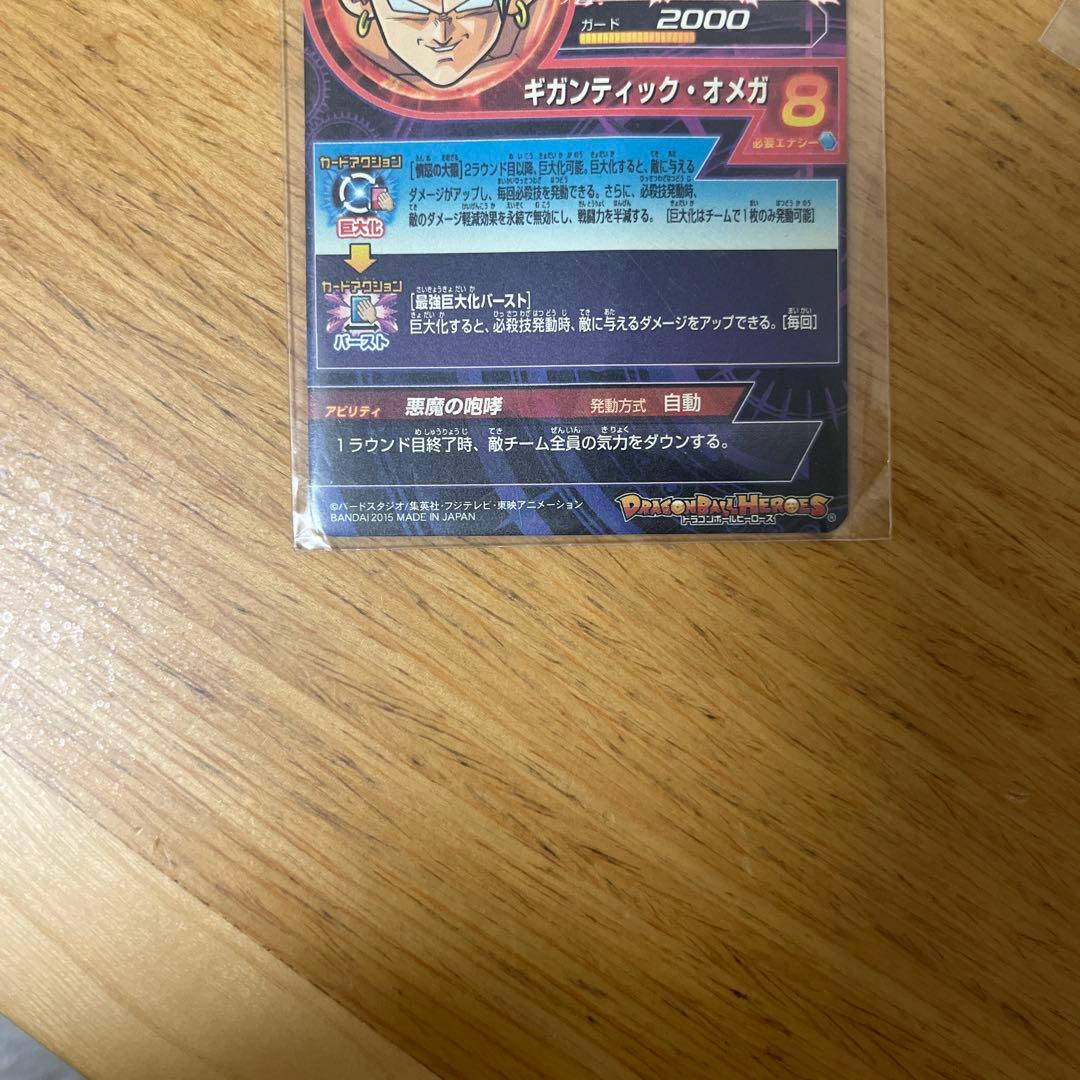 ガード 2000
ギガンティック・オメガ 8
必要エナジー
カードアクション
巨大化
[憤怒の大猿]2ラウンド目以降、巨大化可能。巨大化すると、敵に与える
ダメージがアップし、毎回必殺技を発動できる。さらに、必殺技発動時、
敵のダメージ軽減効果を永続で無効にし、戦闘力を半減する。 [巨大化はチームで1枚のみ発動可能]
カードアクション
バースト
[最強巨大化バースト]
巨大化すると、必殺技発動時、敵に与えるダメージをアップできる。[毎回]
アビリティ 悪魔の咆哮 発動方式 自動
1ラウンド目終了時、敵チーム全員の気力をダウンする。
©バードスタジオ/集英社・フジテレビ・東映アニメーション
BANDAI 2015 MADE IN JAPAN
DRAGONBALL HEROES
ドラゴンボールヒーローズ